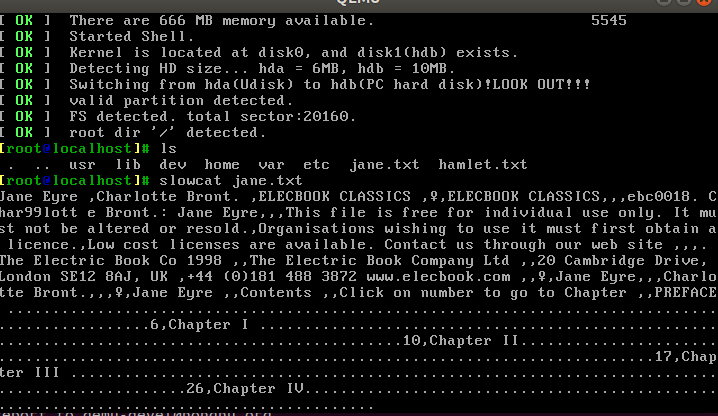 QEMU
[ OK ]  There are 666 MB memory available. 5545
[ OK ]  Started Shell.
[ OK ]  Kernel is located at disk0, and disk1(hdb) exists.
[ OK ]  Detecting HD size... hda = 6MB, hdb = 10MB.
[ OK ]  Switching from hda(Udisk) to hdb(PC hard disk)!LOOK OUT!!!
[ OK ]  valid partition detected.
[ OK ]  FS detected. total sector:20160.
[ OK ]  root dir '/' detected.
[root@localhost]# ls
 .  ..  usr  lib  dev  home  var  etc  jane.txt  hamlet.txt
[root@localhost]# slowcat jane.txt
Jane Eyre ,Charlotte Bront. ,ELECBOOK CLASSICS ,♀,ELECBOOK CLASSICS,,,ebc0018. C
har99lott e Bront.: Jane Eyre,,,This file is free for individual use only. It mu
st not be altered or resold.,Organisations wishing to use it must first obtain a
 licence.,Low cost licenses are available. Contact us through our web site ,,,.
The Electric Book Co 1998 ,,The Electric Book Company Ltd ,,20 Cambridge Drive,
London SE12 8AJ, UK ,+44 (0)181 488 3872 www.elecbook.com ,,♀,Jane Eyre,,,Charlo
tte Bront.,,,♀,Jane Eyre ,,Contents ,,Click on number to go to Chapter ,,PREFACE
 ...............................................................................
....................6,Chapter I ................................................
......................................................10,Chapter II.............
........................................................................................17,Chap
ter III ........................................................................
.........................26,Chapter IV..........................................
..................................................